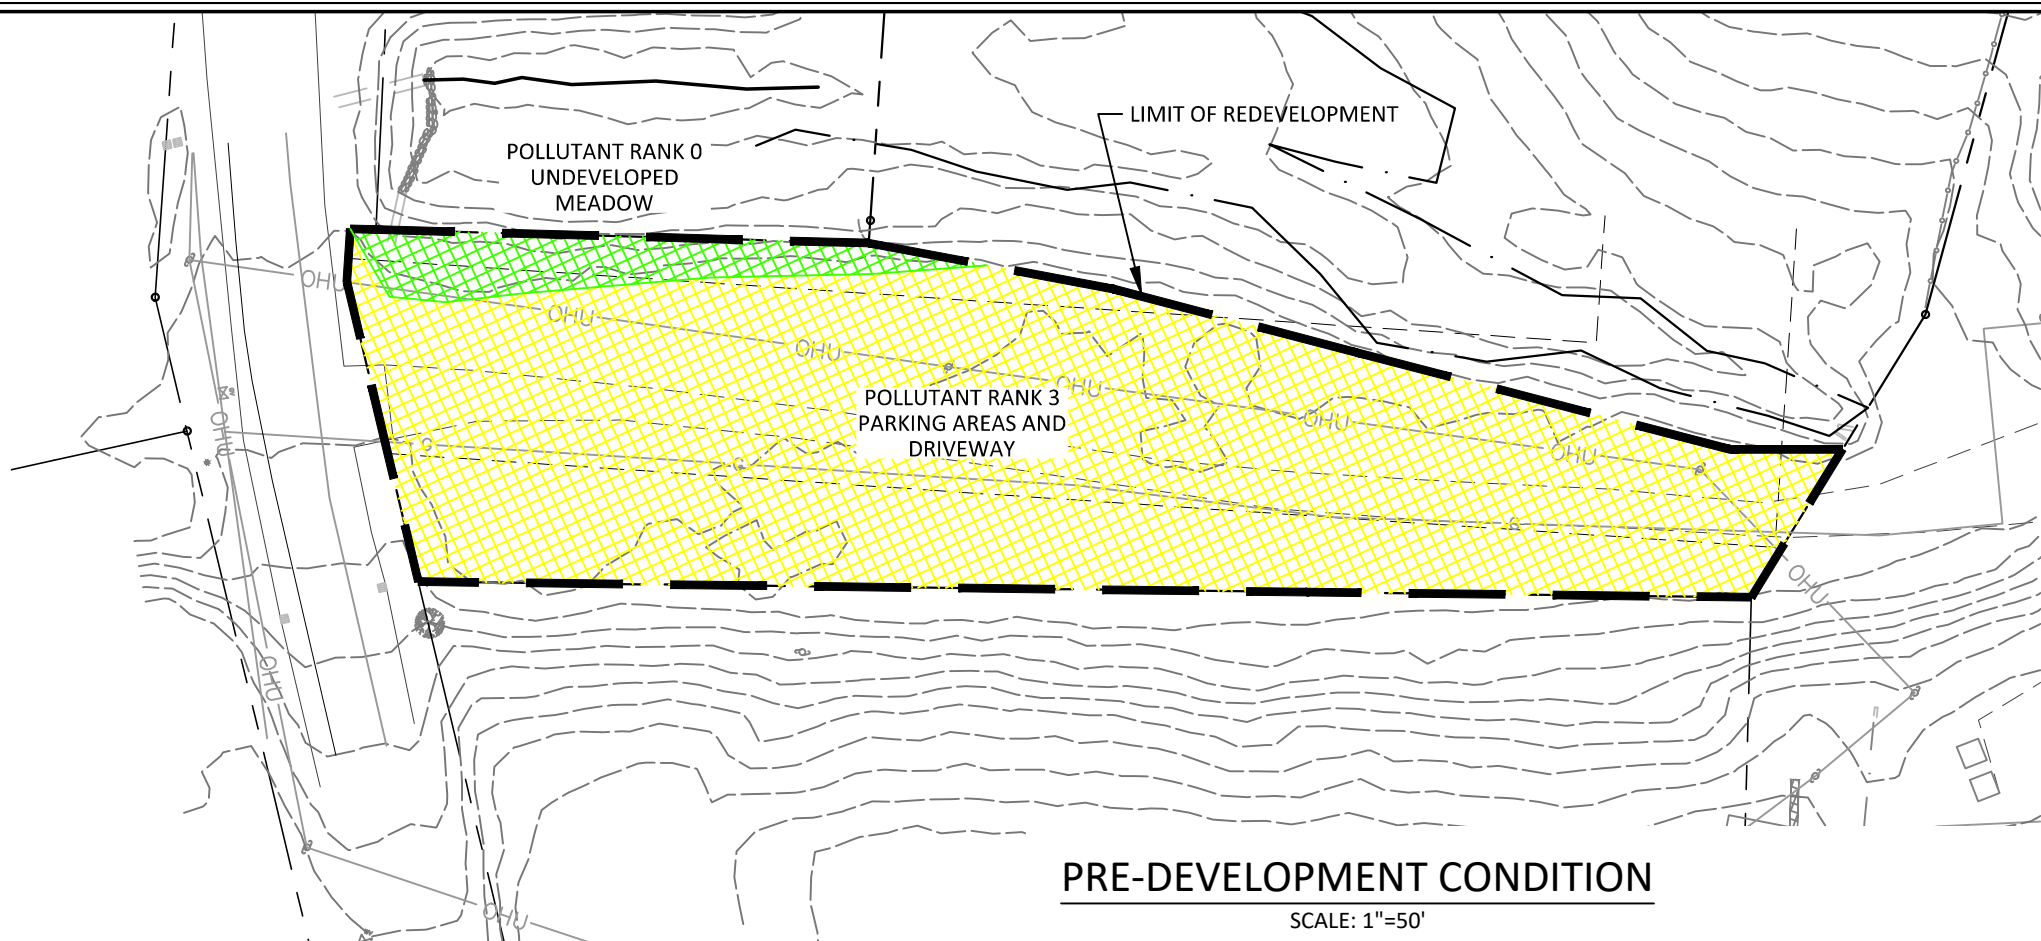 LIMIT OF REDEVELOPMENT
POLLUTANT RANK 0
UNDEVELOPED
MEADOW
OHU
OHU
OHU
OHU
OHU
OHU
OHU
POLLUTANT RANK 3
PARKING AREAS AND
DRIVEWAY
S
S
OHU
OHU
OHU
PRE-DEVELOPMENT CONDITION
SCALE: 1"=50'